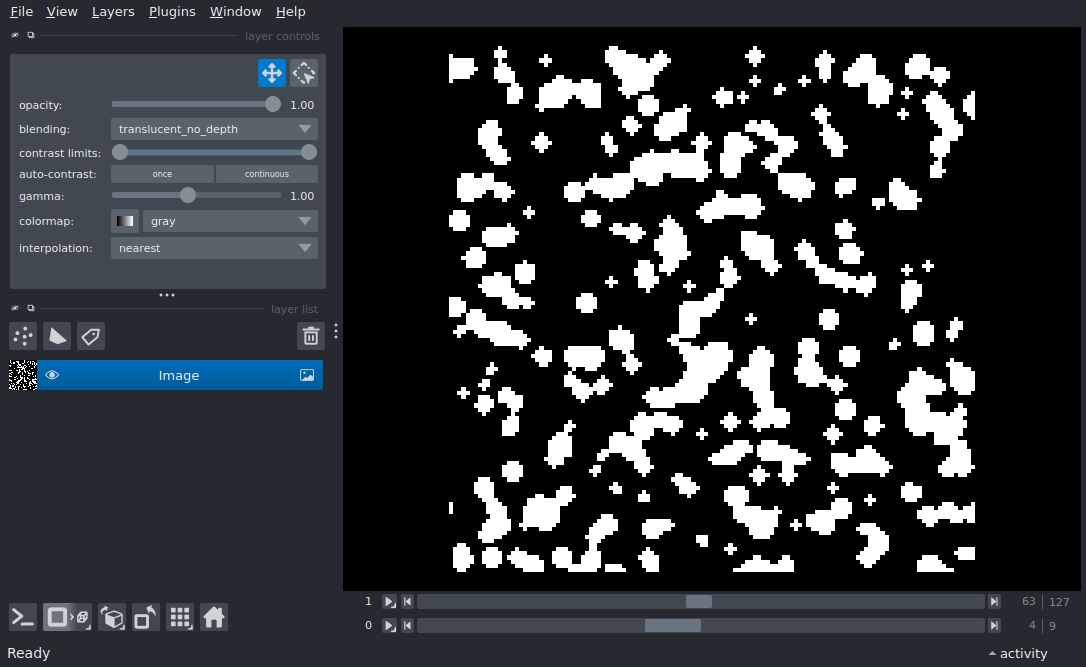 File View Layers Plugins Window Help
layer controls
opacity: 1.00
blending: translucent_no_depth
contrast limits:
auto-contrast: once continuous
gamma: 1.00
colormap: gray
interpolation: nearest
layer list
Image
1 63 127
0 4 9
Ready activity